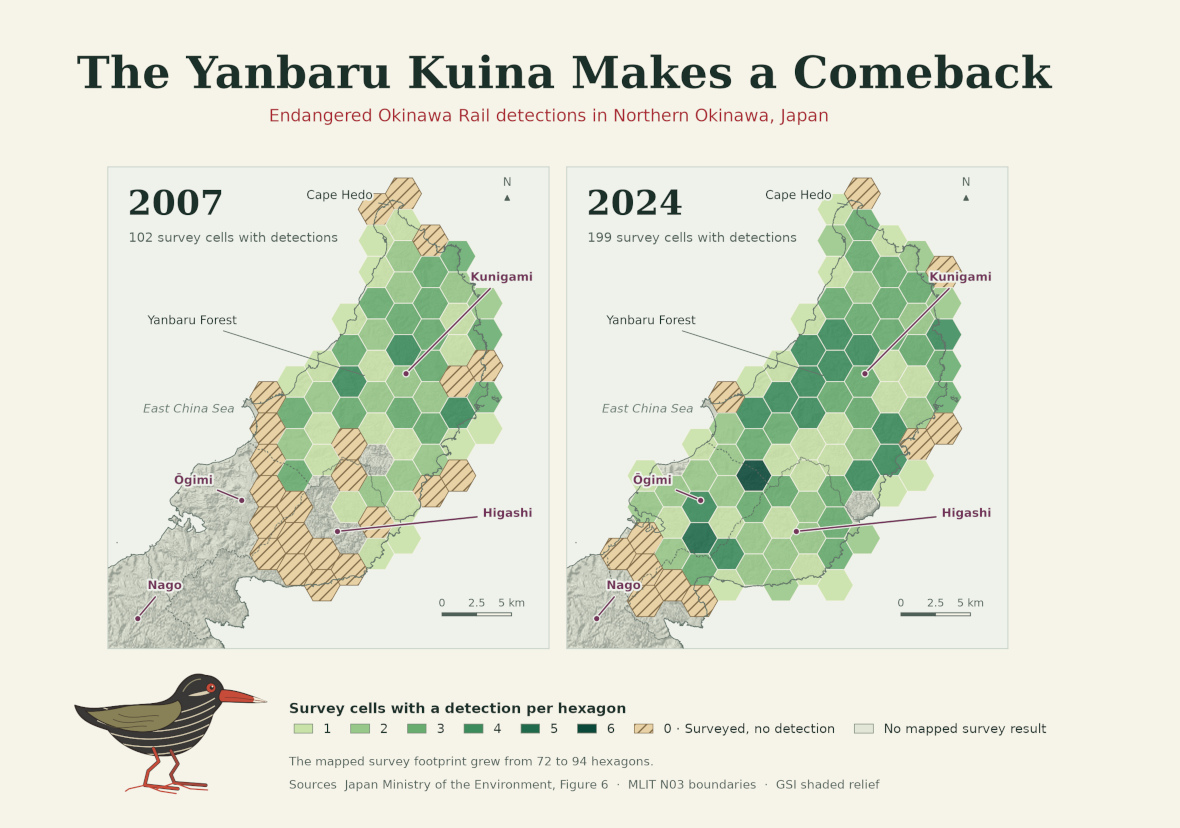 The Yanbaru Kuina Makes a Comeback
Endangered Okinawa Rail detections in Northern Okinawa, Japan
2007
102 survey cells with detections
Cape Hedo
N
Kunigami
Yanbaru Forest
East China Sea
Ōgimi
Higashi
Nago
0 2.5 5 km
2024
199 survey cells with detections
Cape Hedo
N
Kunigami
Yanbaru Forest
East China Sea
Ōgimi
Higashi
Nago
0 2.5 5 km
Survey cells with a detection per hexagon
1 2 3 4 5 6 0 · Surveyed, no detection No mapped survey result
The mapped survey footprint grew from 72 to 94 hexagons.
Sources Japan Ministry of the Environment, Figure 6 · MLIT N03 boundaries · GSI shaded relief